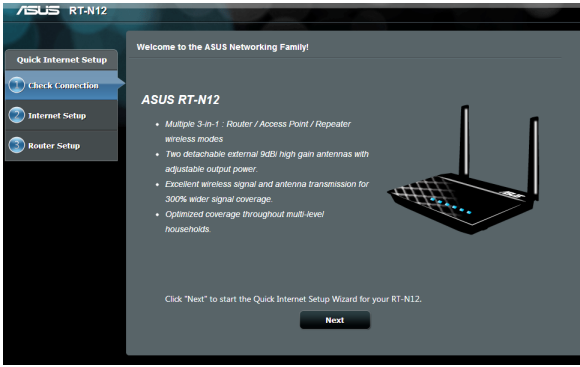 ASUS RT-N12
Quick Internet Setup
1 Check Connection
2 Internet Setup
3 Router Setup
Welcome to the ASUS Networking Family!
ASUS RT-N12
• Multiple 3-in-1 : Router / Access Point / Repeater
wireless modes
• Two detachable external 9dBi high gain antennas with
adjustable output power.
• Excellent wireless signal and antenna transmission for
300% wider signal coverage.
• Optimized coverage throughout multi-level
households.
ASUS
Click "Next" to start the Quick Internet Setup Wizard for your RT-N12.
Next